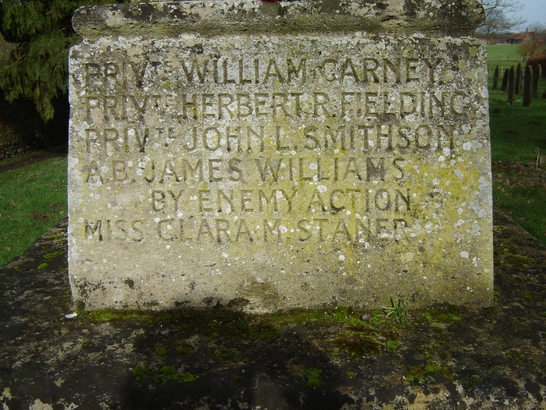 PRIVTE WILLIAM CARNEY
PRIVTE HERBERT.R.FIELDING
PRIVTE JOHN L.SMITHSON
A.B. JAMES WILLIAMS
BY ENEMY ACTION
MISS CLARA.M.STANER